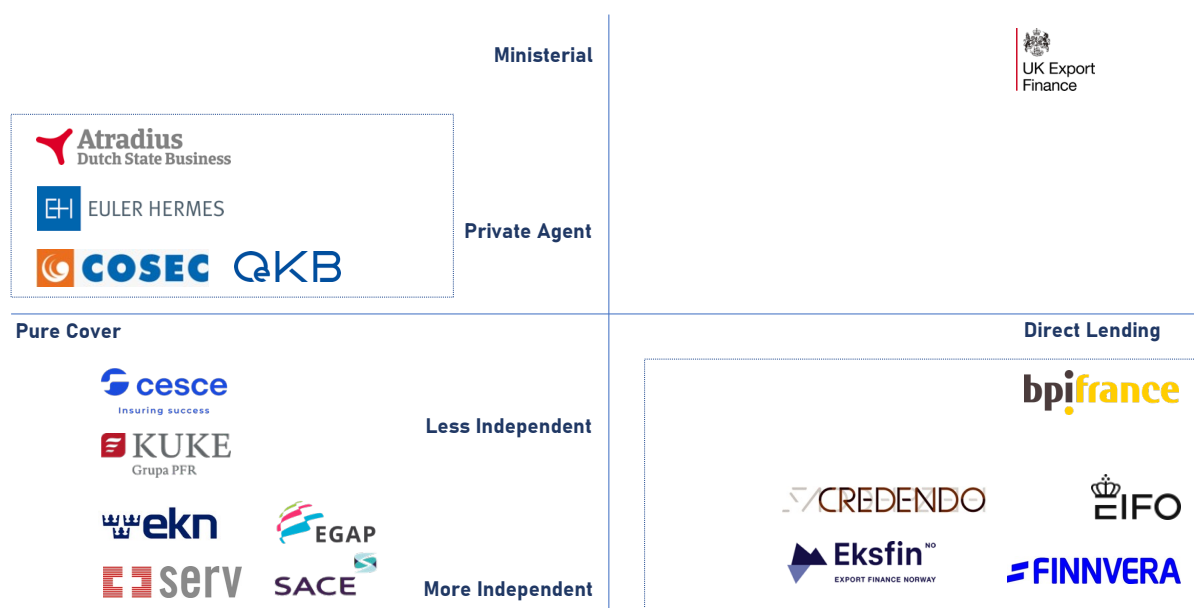 Ministerial
UK Export
Finance
Atradius
Dutch State Business
EH EULER HERMES
Private Agent
COSEC OeKB
Pure Cover
Direct Lending
cesce
Insuring success
bpifrance
Less Independent
KUKE
Grupa PFR
CREDENDO
EIFO
ekn
EGAP
Eksfin NO
EXPORT FINANCE NORWAY
FINNVERA
serv
SACE
More Independent